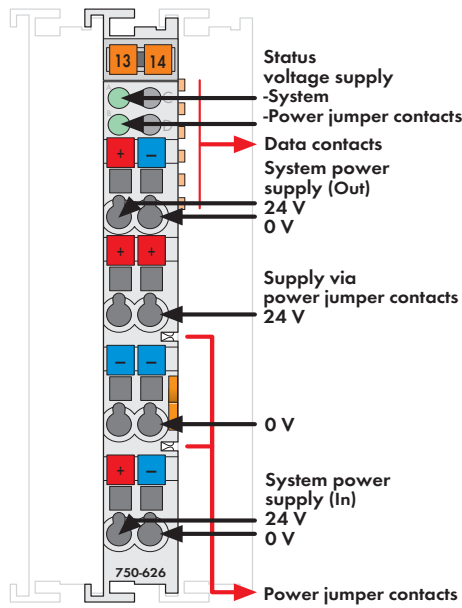 13 14
Status
voltage supply
A C
-System
B D
-Power jumper contacts
Data contacts
+ –
System power
supply (Out)
24 V
0 V
+ +
Supply via
power jumper contacts
24 V
– –
0 V
+ –
System power
supply (In)
24 V
0 V
750-626
Power jumper contacts